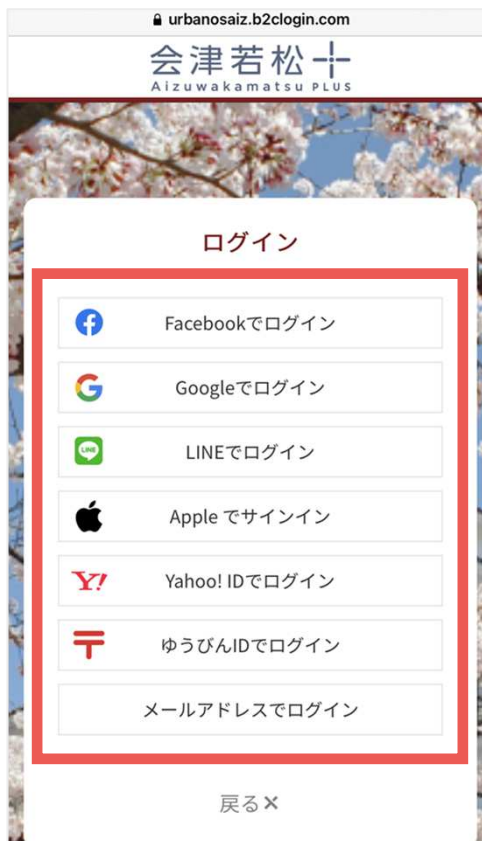 urbanosaiz.b2clogin.com
会津若松
Aizuwakamatsu PLUS
ログイン
Facebookでログイン
Googleでログイン
LINE
LINEでログイン
Apple でサインイン
Y!
Yahoo! IDでログイン
ゆうびんIDでログイン
メールアドレスでログイン
戻る×